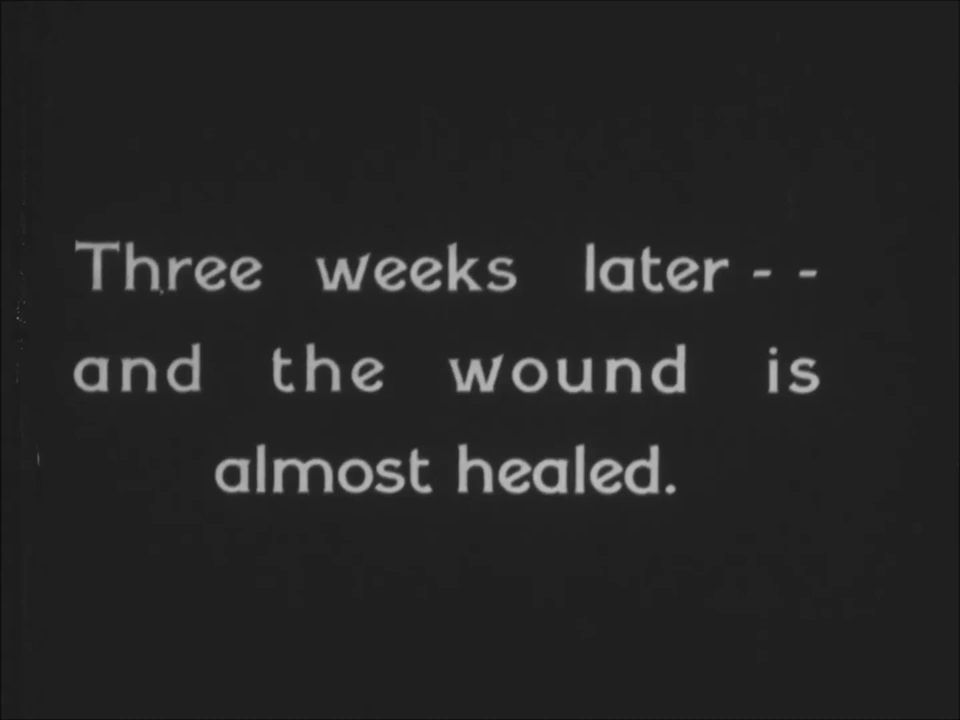 Three weeks later - -
and the wound is
almost healed.